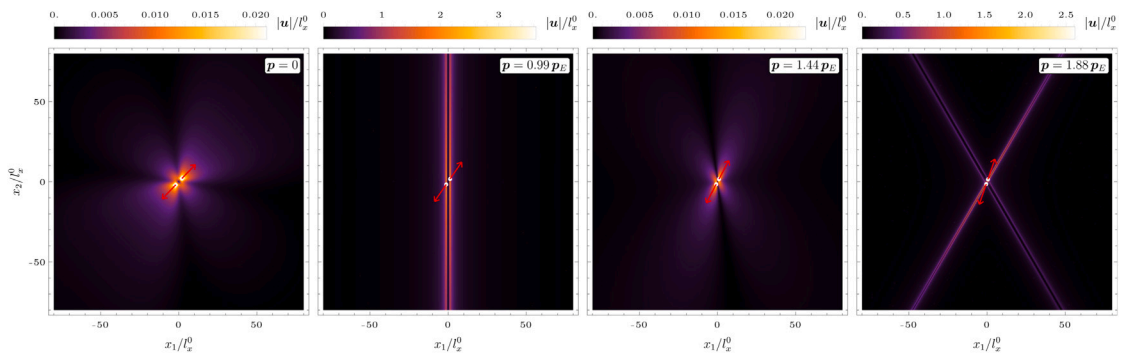 0. 0.005 0.010 0.015 0.020 |u|/l_x^0
0 1 2 3 |u|/l_x^0
0. 0.005 0.010 0.015 0.020 |u|/l_x^0
0. 0.5 1.0 1.5 2.0 2.5 |u|/l_x^0
p = 0
p = 0.99 p_E
p = 1.44 p_E
p = 1.88 p_E
50
0
-50
x_2/l_x^0
-50 0 50
-50 0 50
-50 0 50
-50 0 50
x_1/l_x^0
x_1/l_x^0
x_1/l_x^0
x_1/l_x^0